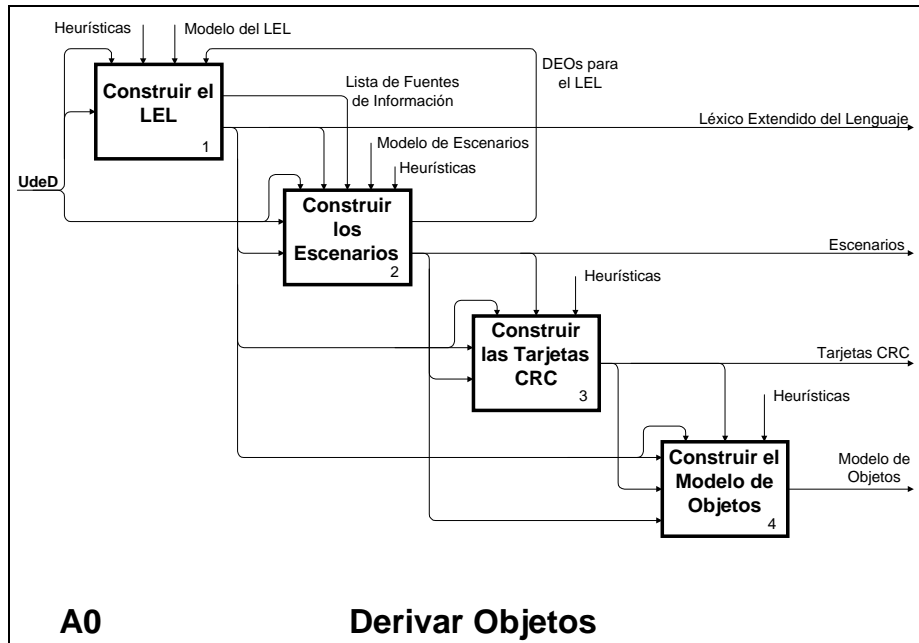 Heurísticas
Modelo del LEL
DEOs para
el LEL
Construir el
LEL
1
Lista de Fuentes
de Información
Léxico Extendido del Lenguaje
Modelo de Escenarios
Heurísticas
UdeD
Construir
los
Escenarios
2
Escenarios
Heurísticas
Construir
las Tarjetas
CRC
3
Tarjetas CRC
Heurísticas
Construir el
Modelo de
Objetos
4
Modelo de
Objetos
A0
Derivar Objetos